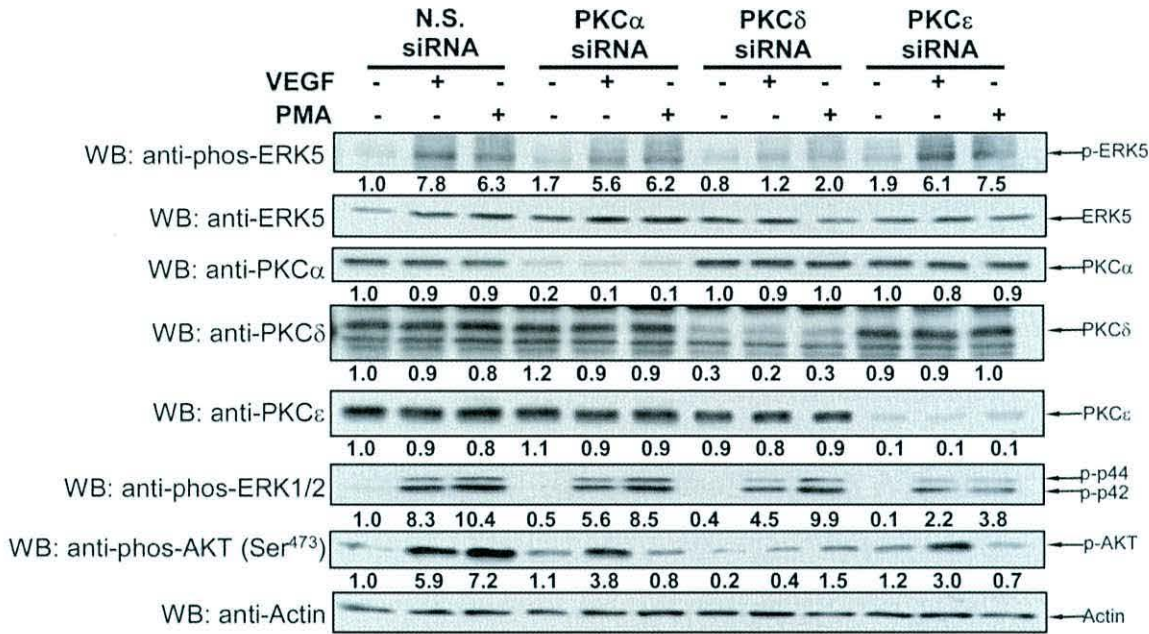 N.S. PKCα PKCδ PKCε
siRNA siRNA siRNA siRNA
VEGF - + - - + - - + - - + -
PMA - - + - - + - - + - - +
WB: anti-phos-ERK5 p-ERK5
1.0 7.8 6.3 1.7 5.6 6.2 0.8 1.2 2.0 1.9 6.1 7.5
WB: anti-ERK5 ERK5
WB: anti-PKCα PKCα
1.0 0.9 0.9 0.2 0.1 0.1 1.0 0.9 1.0 1.0 0.8 0.9
WB: anti-PKCδ PKCδ
1.0 0.9 0.8 1.2 0.9 0.9 0.3 0.2 0.3 0.9 0.9 1.0
WB: anti-PKCε PKCε
1.0 0.9 0.8 1.1 0.9 0.9 0.9 0.8 0.9 0.1 0.1 0.1
WB: anti-phos-ERK1/2 p-p44
p-p42
1.0 8.3 10.4 0.5 5.6 8.5 0.4 4.5 9.9 0.1 2.2 3.8
WB: anti-phos-AKT (Ser⁴⁷³) p-AKT
1.0 5.9 7.2 1.1 3.8 0.8 0.2 0.4 1.5 1.2 3.0 0.7
WB: anti-Actin Actin